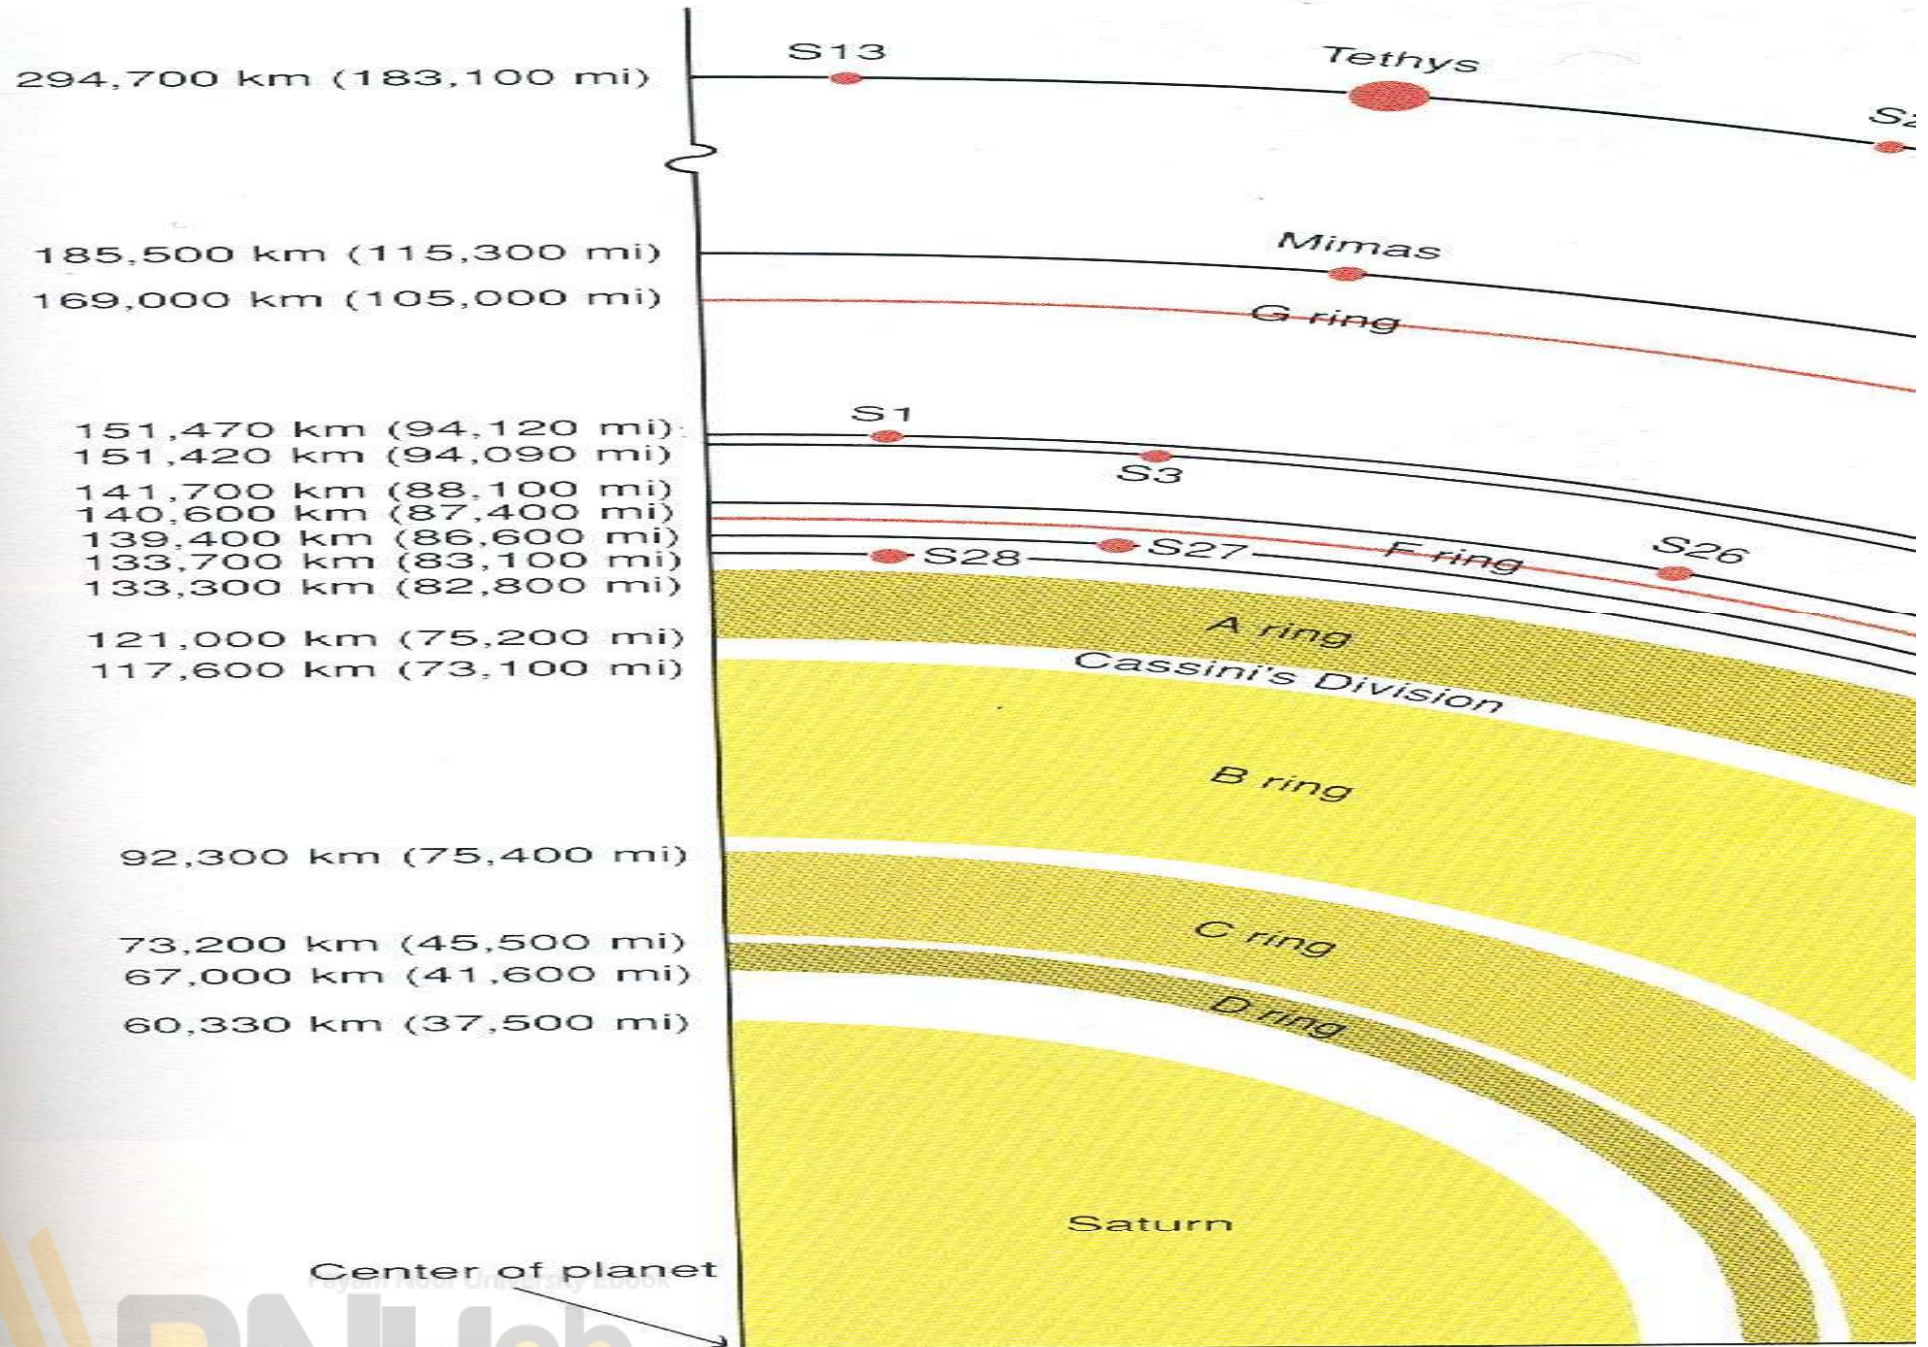 S13
Tethys
294,700 km (183,100 mi)
Mimas
185,500 km (115,300 mi)
169,000 km (105,000 mi)
G ring
S1
151,470 km (94,120 mi)
151,420 km (94,090 mi)
S3
141,700 km (88,100 mi)
140,600 km (87,400 mi)
139,400 km (86,600 mi)
133,700 km (83,100 mi)
133,300 km (82,800 mi)
S28
S27
F ring
S26
A ring
121,000 km (75,200 mi)
117,600 km (73,100 mi)
Cassini's Division
B ring
92,300 km (75,400 mi)
C ring
73,200 km (45,500 mi)
67,000 km (41,600 mi)
D ring
60,330 km (37,500 mi)
Saturn
Center of planet
Payam Noor University Ebook